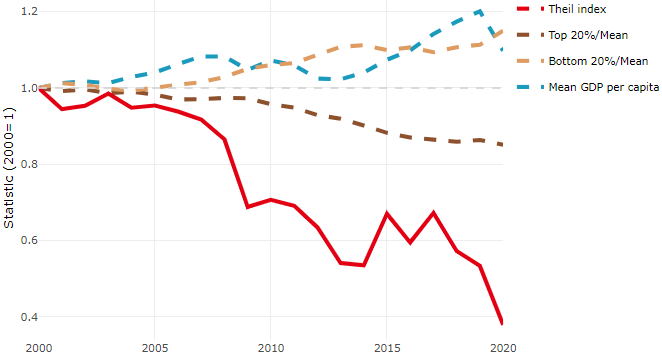 1.2
1.0
0.8
0.6
0.4
Statistic (2000=1)
2000
2005
2010
2015
2020
Theil index
Top 20%/Mean
Bottom 20%/Mean
Mean GDP per capita